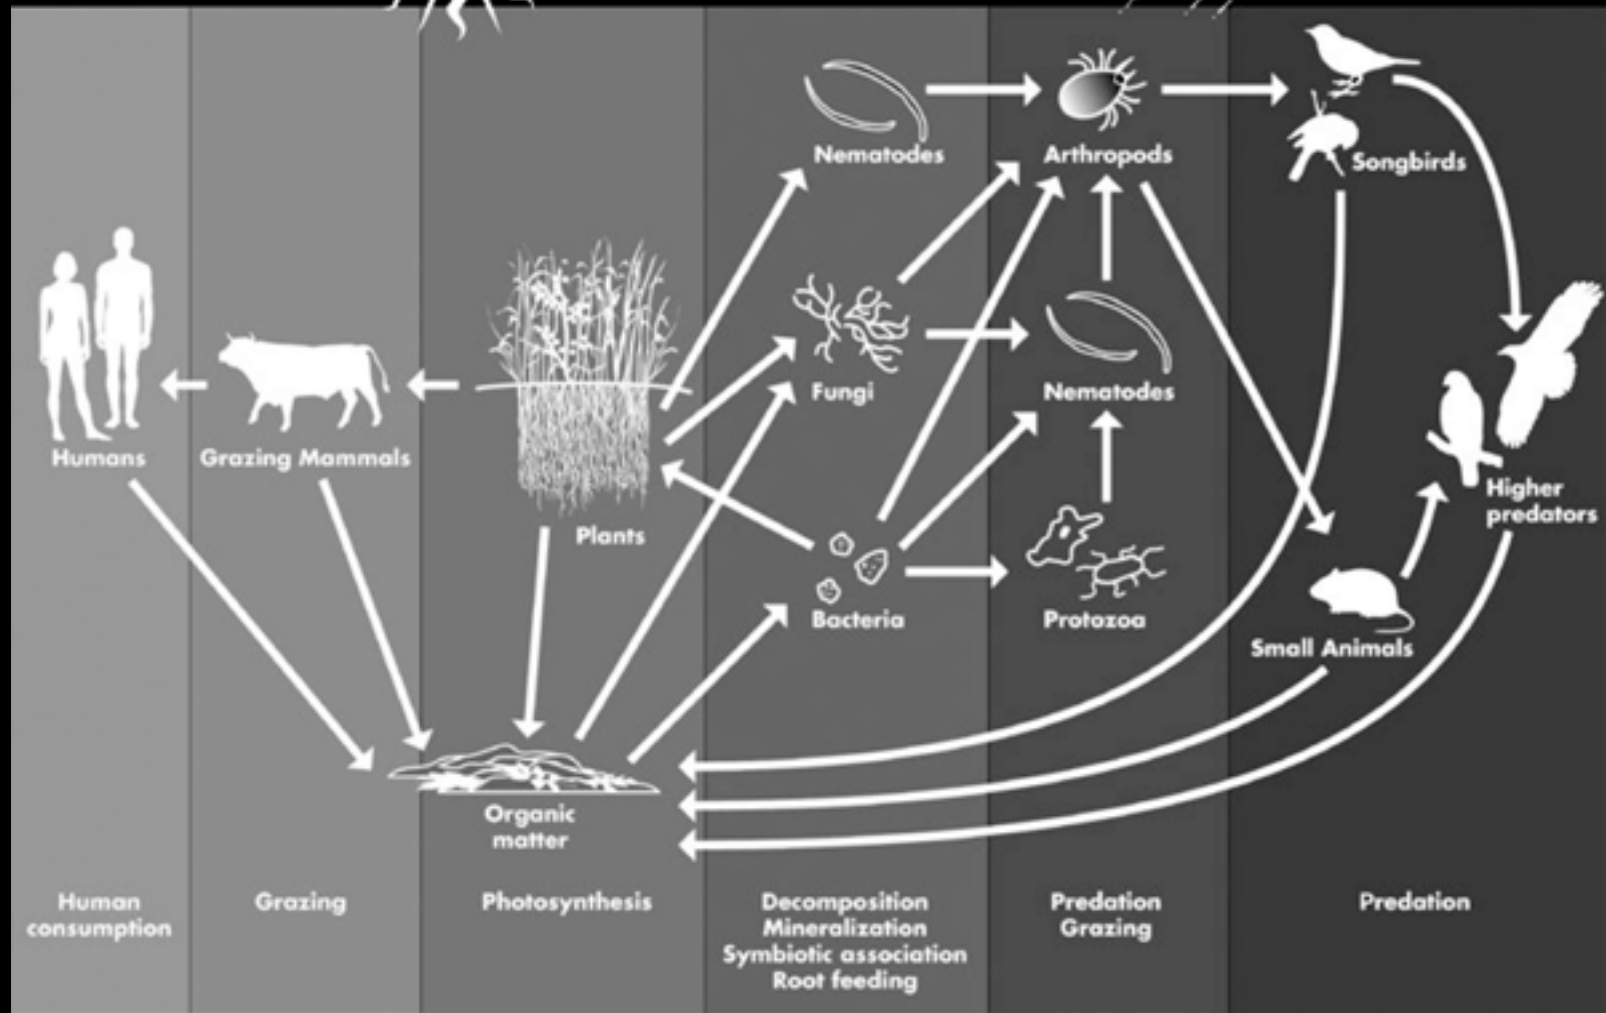 Nematodes
Arthropods
Songbirds
Fungi
Nematodes
Humans
Grazing Mammals
Plants
Higher
predators
Bacteria
Protozoa
Small Animals
Organic
matter
Human
consumption
Grazing
Photosynthesis
Decomposition
Mineralization
Symbiotic association
Root feeding
Predation
Grazing
Predation